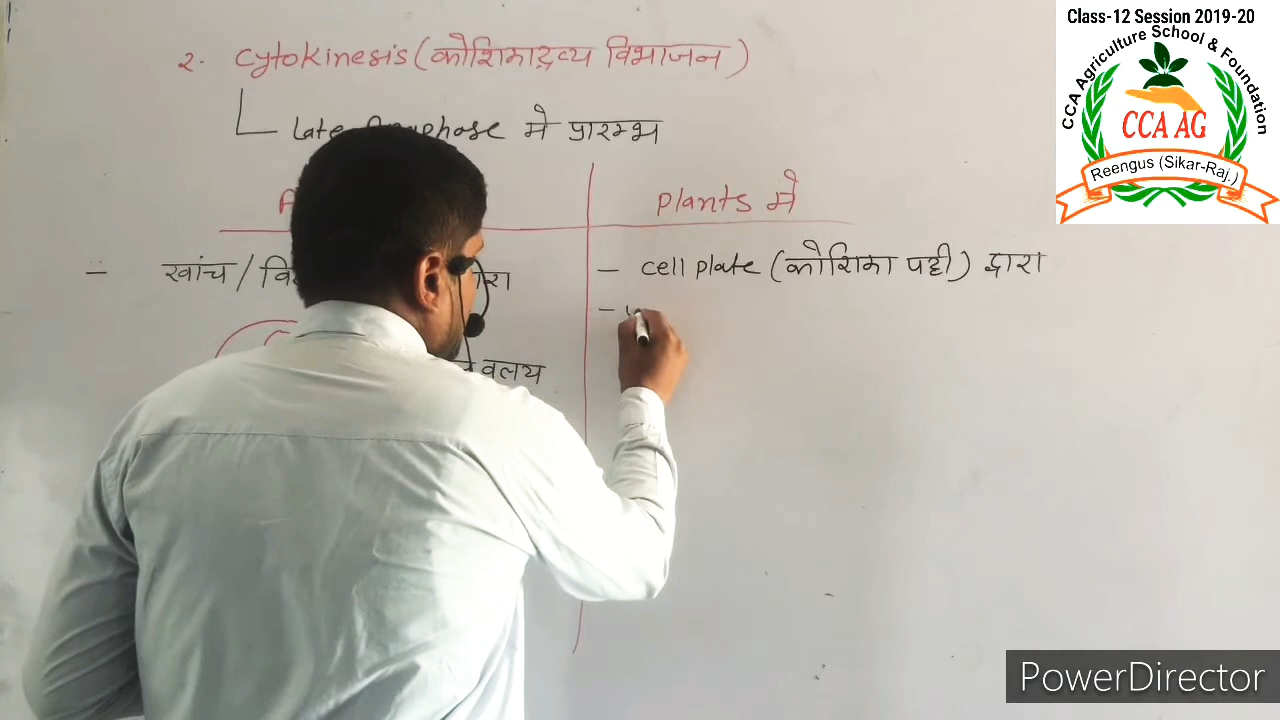 Class-12 Session 2019-20
CCA Agriculture School & Foundation
CCA AG
Reengus (Sikar-Raj.)
2. Cytokinesis (कोशिकाद्रव्य विभाजन)
Late में प्रारम्भ
Plants में
- खांच /
- cell plate (कोशिका पट्टी) द्वारा
-
वलय
PowerDirector